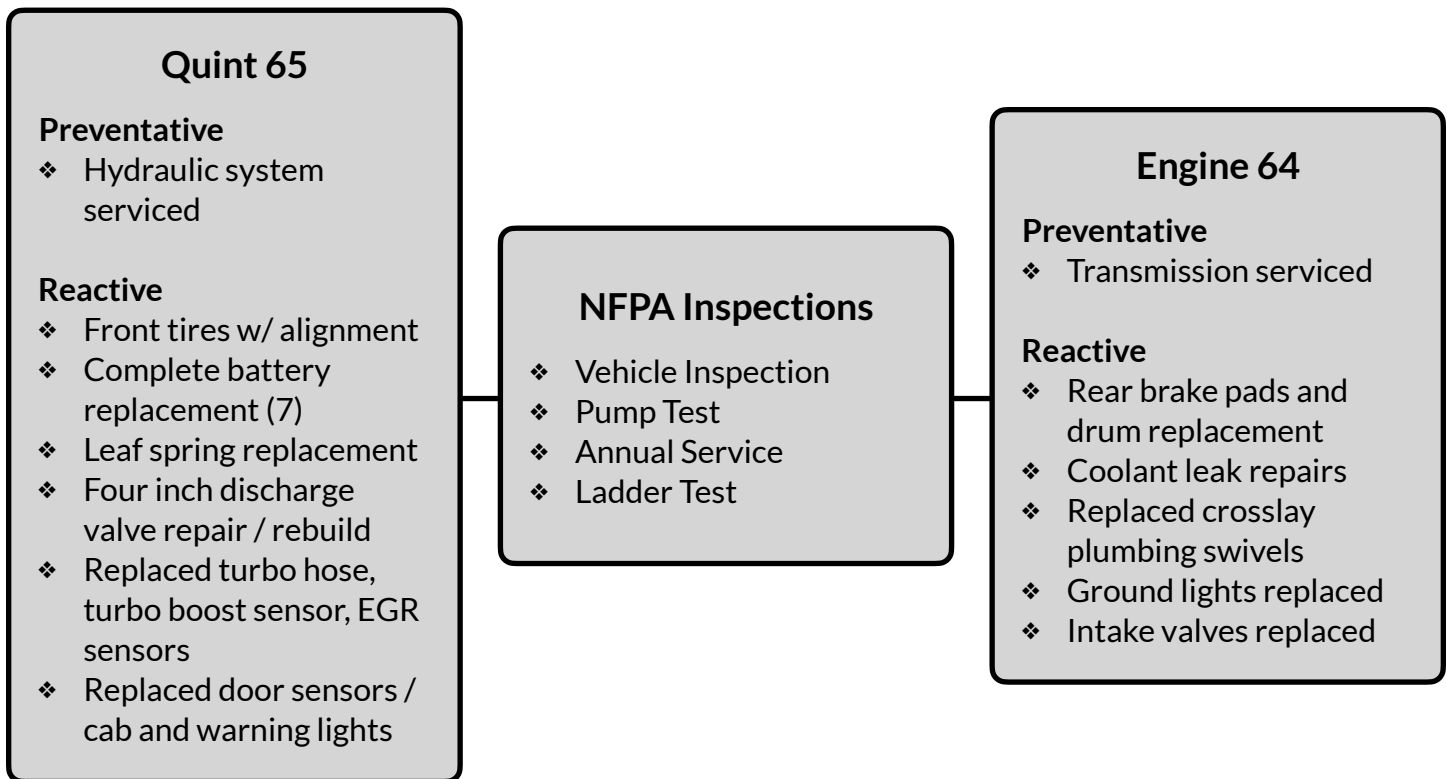 Quint 65
Preventative
❖ Hydraulic system
serviced
Reactive
❖ Front tires w/ alignment
❖ Complete battery
replacement (7)
❖ Leaf spring replacement
❖ Four inch discharge
valve repair / rebuild
❖ Replaced turbo hose,
turbo boost sensor, EGR
sensors
❖ Replaced door sensors /
cab and warning lights
NFPA Inspections
❖ Vehicle Inspection
❖ Pump Test
❖ Annual Service
❖ Ladder Test
Engine 64
Preventative
❖ Transmission serviced
Reactive
❖ Rear brake pads and
drum replacement
❖ Coolant leak repairs
❖ Replaced crosslay
plumbing swivels
❖ Ground lights replaced
❖ Intake valves replaced